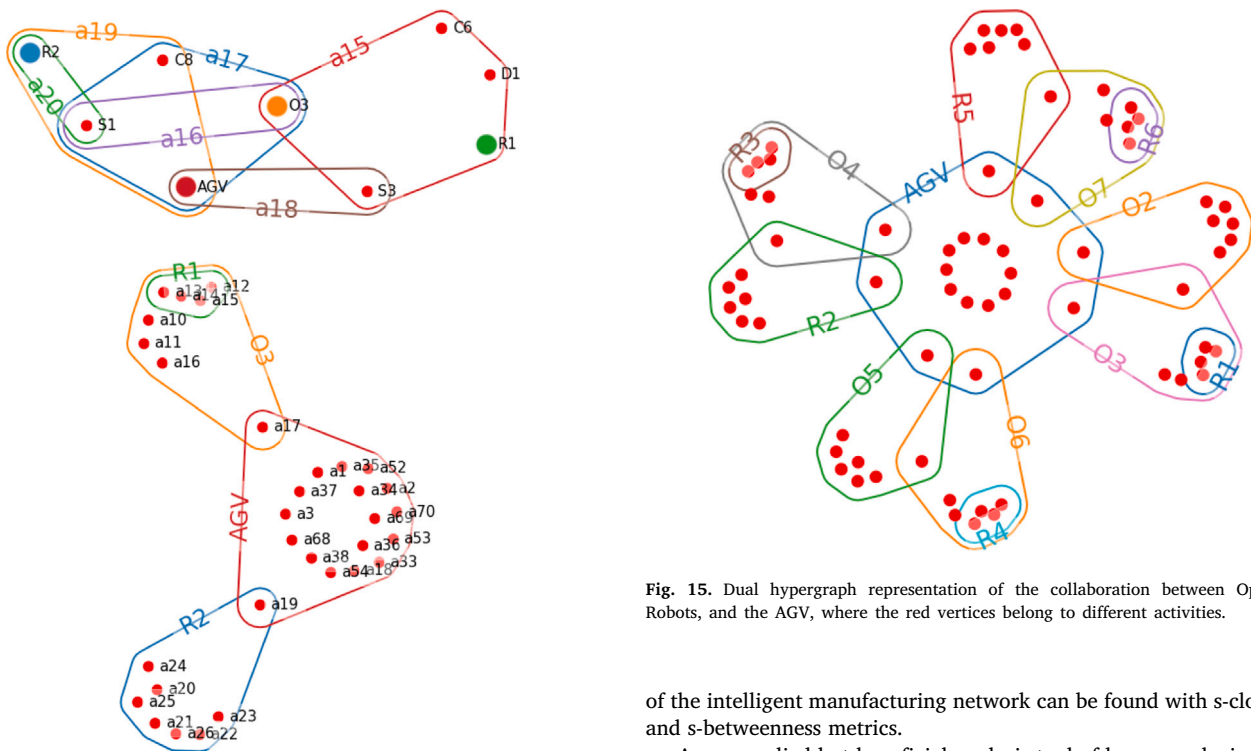 a19
R2
C8
a17
a15
C6
D1
a20
O3
S1
a16
R1
AGV
S3
a18
R1
a12
a13
a14
a15
a10
a11
O3
a16
a17
a35
a52
a1
a37
a34
a2
a3
a70
a69
AGV
a68
a53
a36
a38
a33
a54
a18
a19
R2
a24
a20
a25
a23
a21
a26
a22
R5
R6
R3
O4
AGV
O7
O2
R2
O3
R1
O5
O6
R4
Fig. 15. Dual hypergraph representation of the collaboration between Op
Robots, and the AGV, where the red vertices belong to different activities.
of the intelligent manufacturing network can be found with s-clo
and s-betweenness metrics.